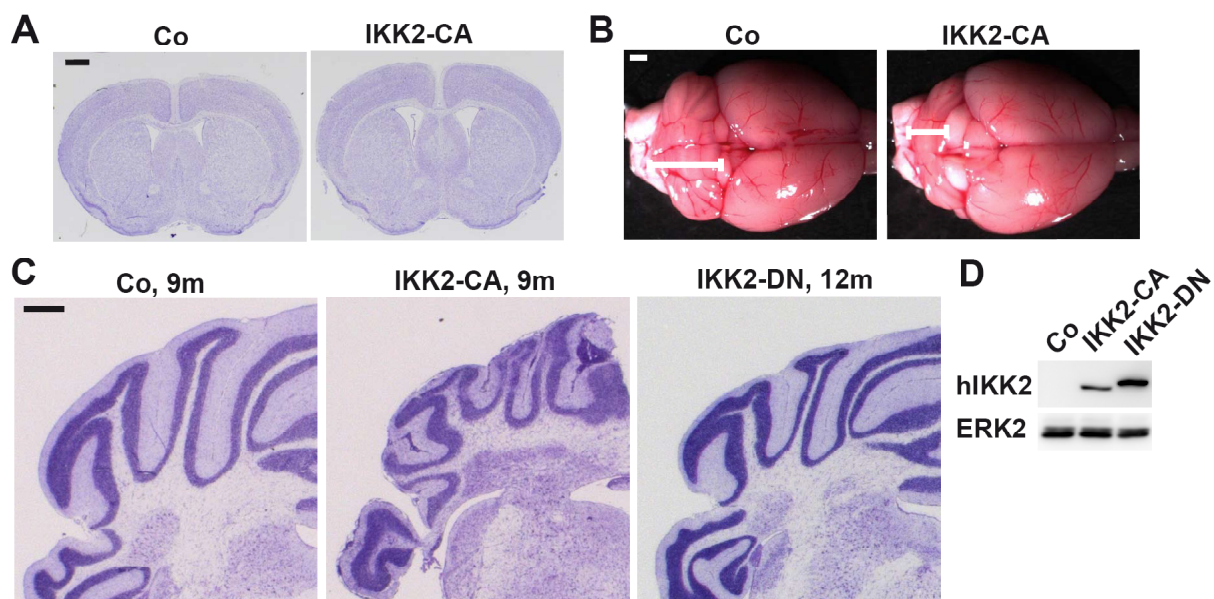 A
Co
IKK2-CA
B
Co
IKK2-CA
C
Co, 9m
IKK2-CA, 9m
IKK2-DN, 12m
D
Co
IKK2-CA
IKK2-DN
hIKK2
ERK2